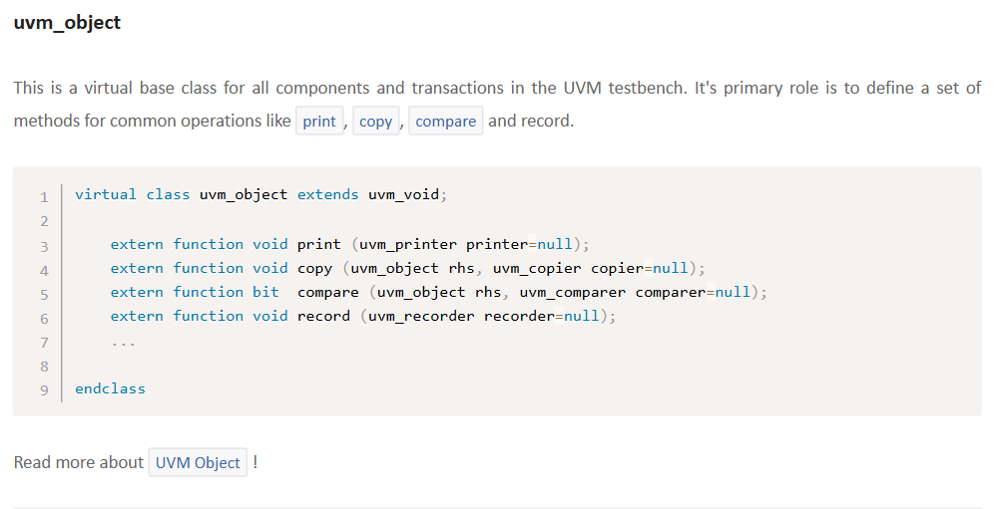 uvm_object
This is a virtual base class for all components and transactions in the UVM testbench. It's primary role is to define a set of
methods for common operations like print, copy, compare and record.
1 virtual class uvm_object extends uvm_void;
2
3     extern function void print (uvm_printer printer=null);
4     extern function void copy (uvm_object rhs, uvm_copier copier=null);
5     extern function bit  compare (uvm_object rhs, uvm_comparer comparer=null);
6     extern function void record (uvm_recorder recorder=null);
7     ...
8
9 endclass
Read more about UVM Object !